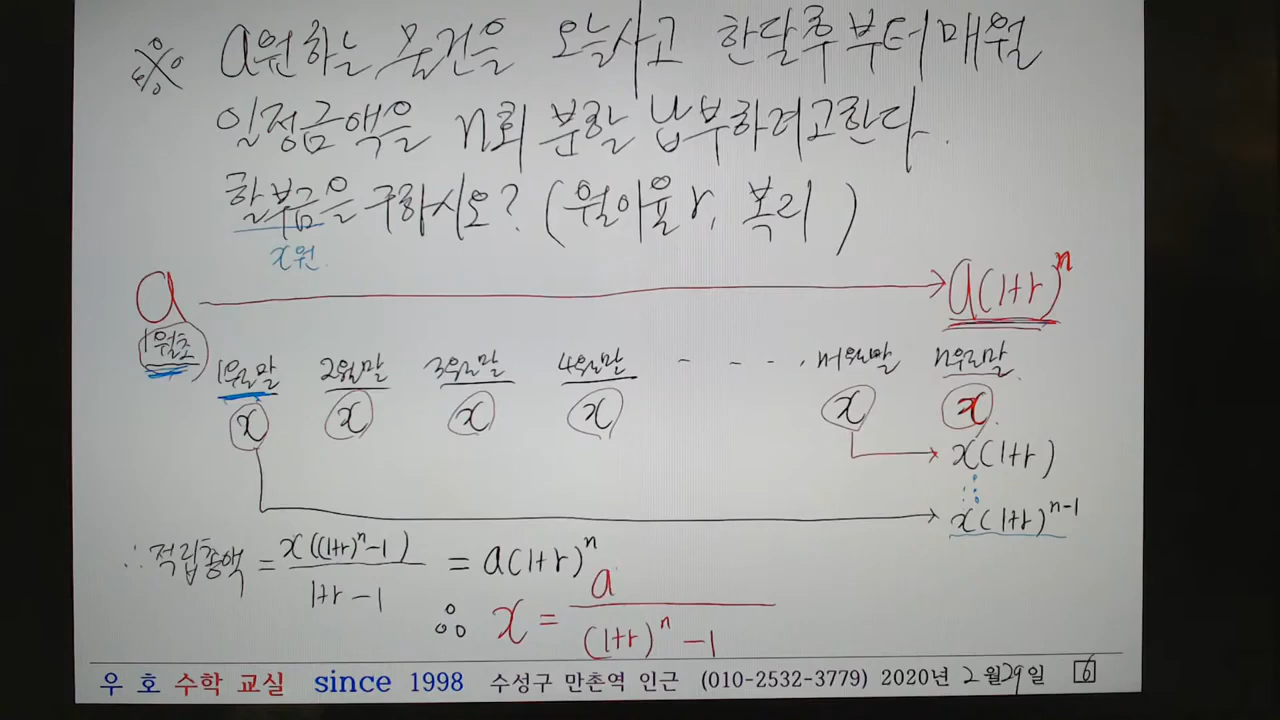 ※ a원하는 물건을 오늘사고 한달후부터 매월
일정금액을 n회 분할 납부하려고한다.
할부금을 구하시오? (월이율 r, 복리)
x원.
a → a(1+r)^n
1월초
1월말 2월말 3월말 4월말 - - - . n-1월말 n월말
x x x x x x
x(1+r)
⋮
x(1+r)^{n-1}
∴ 적립총액 = x((1+r)^n-1) / 1+r-1 = a(1+r)^n
∴ x = a / (1+r)^n -1
우 호 수학 교실 since 1998 수성구 만촌역 인근 (010-2532-3779) 2020년 2월29일 6